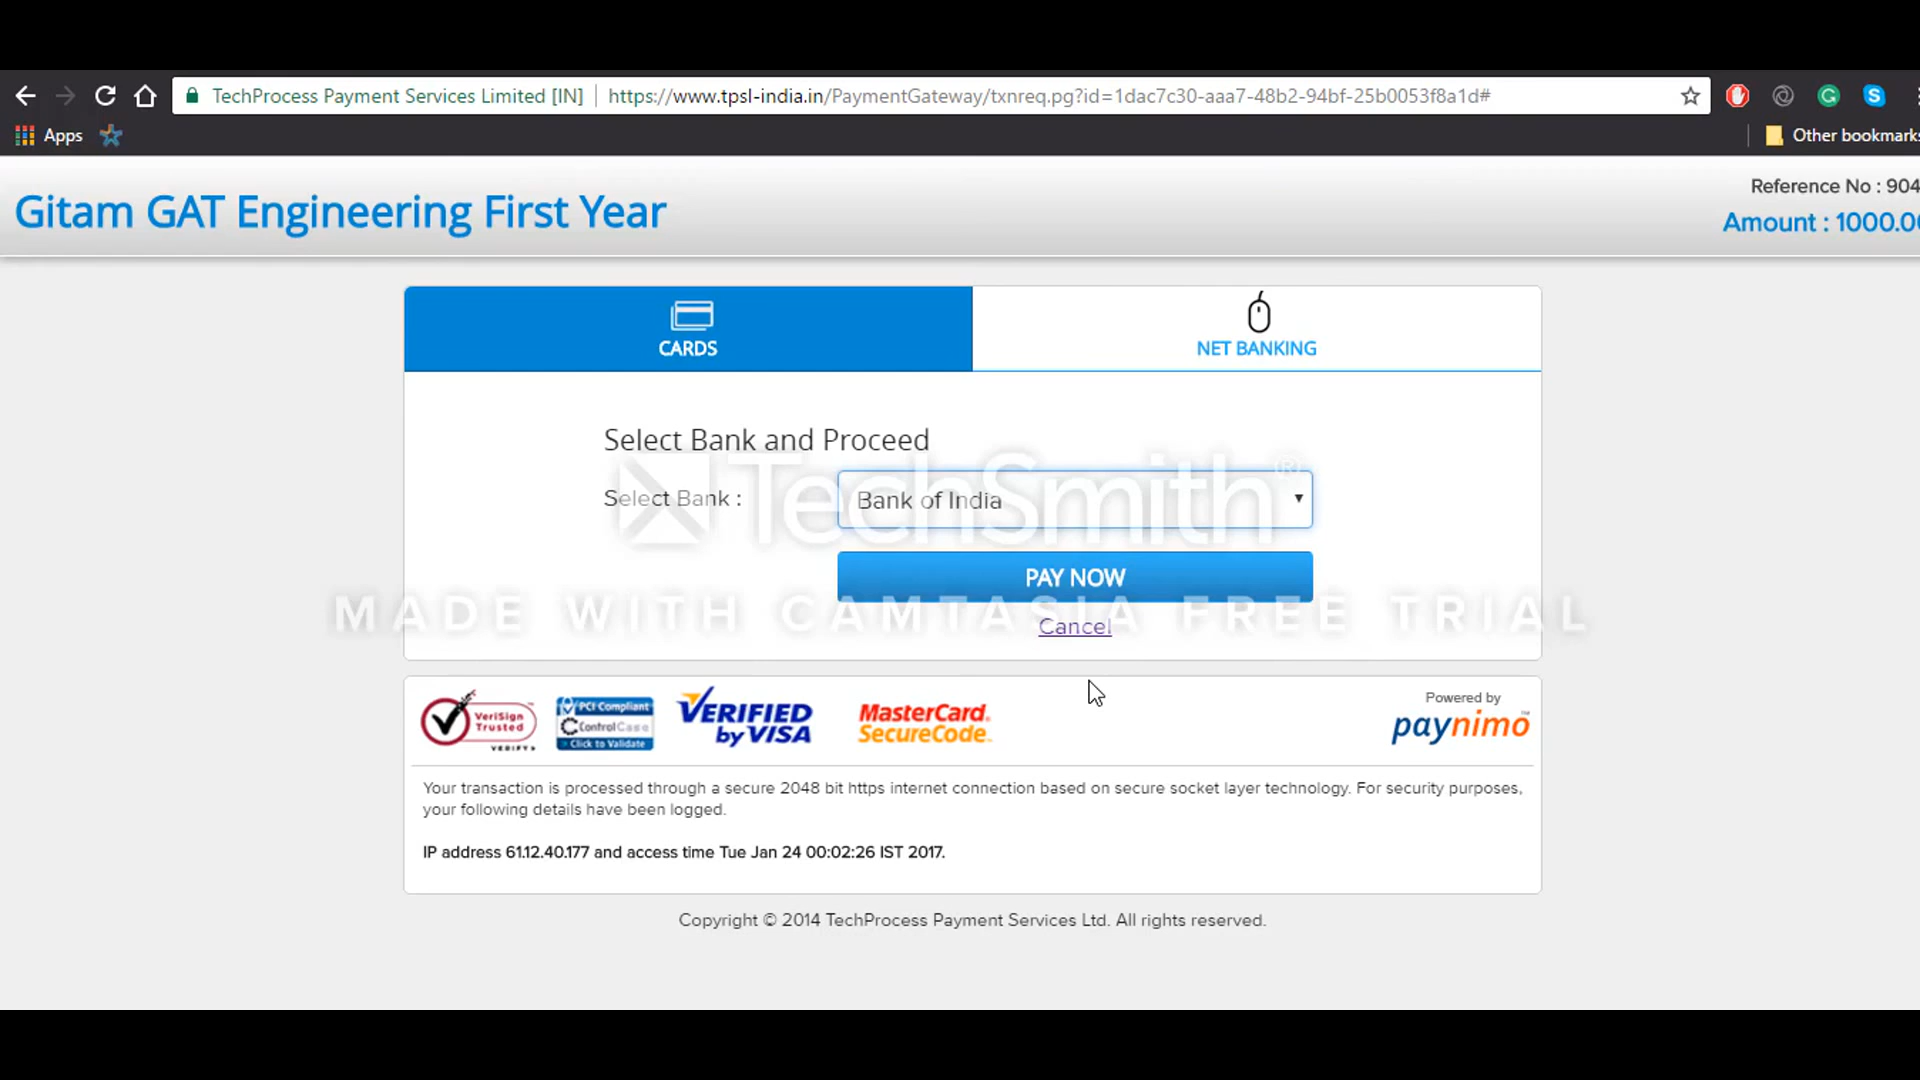 TechProcess Payment Services Limited [IN] https://www.tpsl-india.in/PaymentGateway/txnreq.pg?id=1dac7c30-aaa7-48b2-94bf-25b0053f8a1d#
Apps
Other bookmarks
Gitam GAT Engineering First Year
Reference No : 904
Amount : 1000.00
CARDS
NET BANKING
Select Bank and Proceed
TechSmith®
Select Bank :
Bank of India
PAY NOW
MADE WITH CAMTASIA FREE TRIAL
Cancel
VeriSign
Trusted
VERIFY
PCI Compliant
ControlCase
Click to Validate
VERIFIED
by VISA
MasterCard.
SecureCode.
Powered by
paynimo™
Your transaction is processed through a secure 2048 bit https internet connection based on secure socket layer technology. For security purposes,
your following details have been logged.
IP address 61.12.40.177 and access time Tue Jan 24 00:02:26 IST 2017.
Copyright © 2014 TechProcess Payment Services Ltd. All rights reserved.